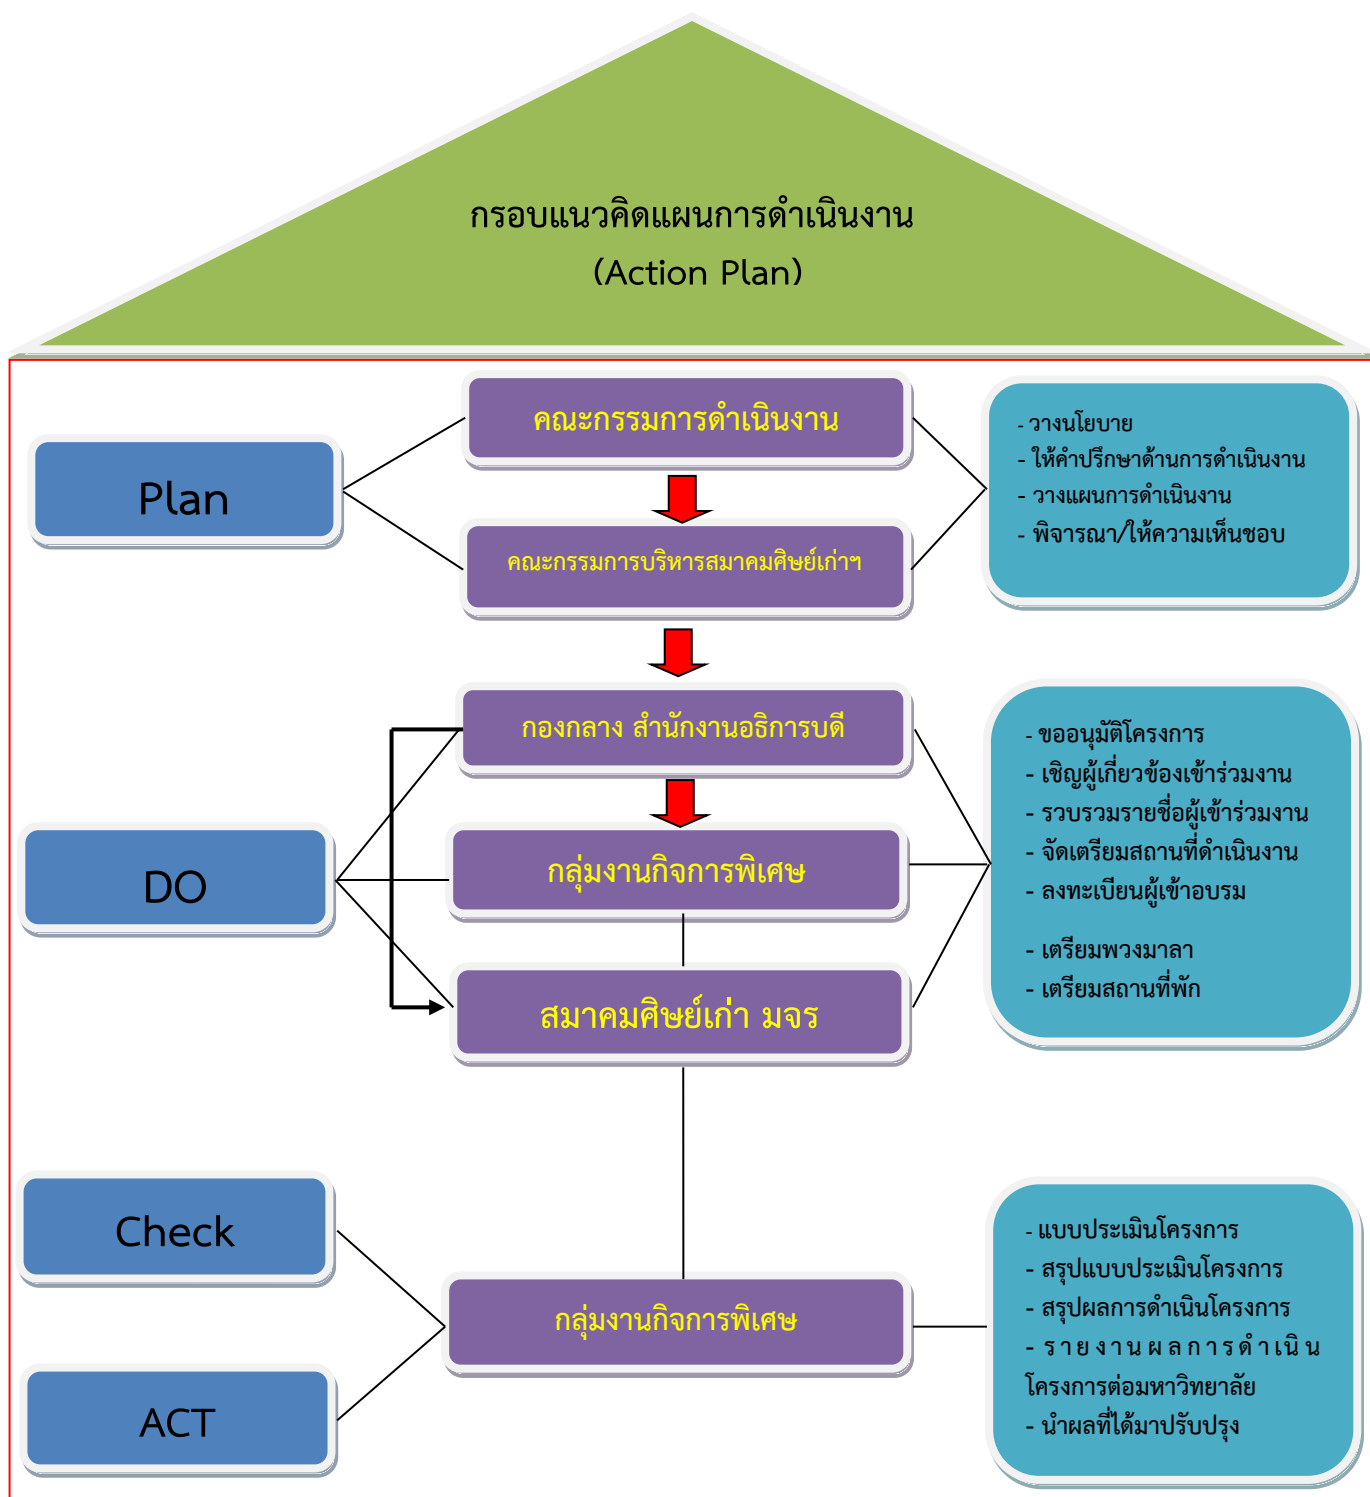 กรอบแนวคิดแผนการดำเนินงาน
(Action Plan)
Plan
คณะกรรมการดำเนินงาน
คณะกรรมการบริหารสมาคมศิษย์เก่าฯ
- วางนโยบาย
- ให้คำปรึกษาด้านการดำเนินงาน
- วางแผนการดำเนินงาน
- พิจารณา/ให้ความเห็นชอบ
DO
กองกลาง สำนักงานอธิการบดี
กลุ่มงานกิจการพิเศษ
สมาคมศิษย์เก่า มจร
- ขออนุมัติโครงการ
- เชิญผู้เกี่ยวข้องเข้าร่วมงาน
- รวบรวมรายชื่อผู้เข้าร่วมงาน
- จัดเตรียมสถานที่ดำเนินงาน
- ลงทะเบียนผู้เข้าอบรม
- เตรียมพวงมาลา
- เตรียมสถานที่พัก
Check
ACT
กลุ่มงานกิจการพิเศษ
- แบบประเมินโครงการ
- สรุปแบบประเมินโครงการ
- สรุปผลการดำเนินโครงการ
- รายงานผลการดำเนิน
โครงการต่อมหาวิทยาลัย
- นำผลที่ได้มาปรับปรุง